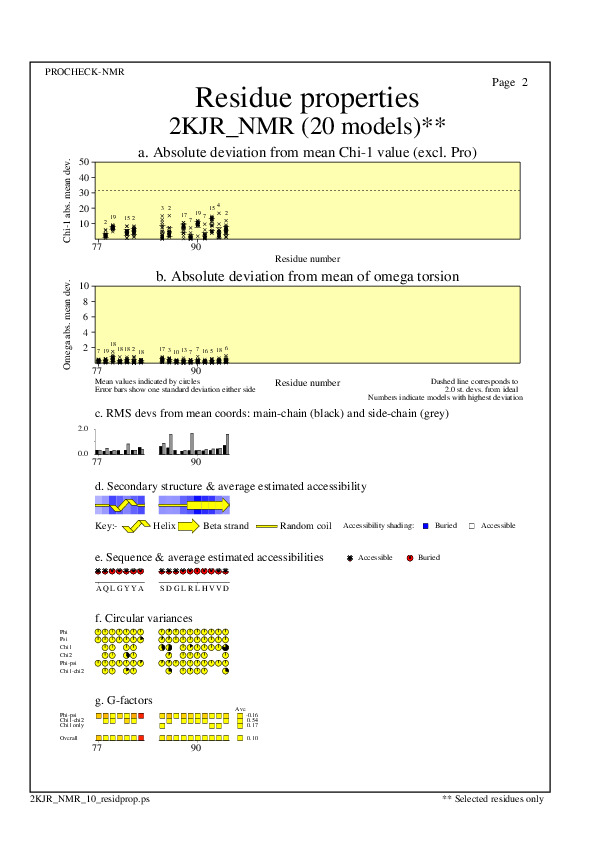 PROCHECK-NMR
Page 2
Residue properties
2KJR_NMR (20 models)**
a. Absolute deviation from mean Chi-1 value (excl. Pro)
Chi-1 abs. mean dev.
50
40
30
20
10
2 19 15 2 3 2 17 7 19 7 15 4 2
77 90
Residue number
b. Absolute deviation from mean of omega torsion
Omega abs. mean dev.
10
8
6
4
2
7 19 18 18 18 2 18 17 3 10 13 7 7 16 5 18 6
77 90
Mean values indicated by circles
Error bars show one standard deviation either side
Residue number
Dashed line corresponds to
2.0 st. devs. from ideal
Numbers indicate models with highest deviation
c. RMS devs from mean coords: main-chain (black) and side-chain (grey)
2.0
0.0
77 90
d. Secondary structure & average estimated accessibility
Key:- Helix Beta strand Random coil Accessibility shading: Buried Accessible
e. Sequence & average estimated accessibilities Accessible Buried
A Q L G Y Y A S D G L R L H V V D
f. Circular variances
Phi
Psi
Chi1
Chi2
Phi-psi
Chi1-chi2
g. G-factors
Ave
Phi-psi -0.16
Chi1-chi2 0.54
Chi1 only 0.17
Overall 0.10
77 90
2KJR_NMR_10_residprop.ps
** Selected residues only